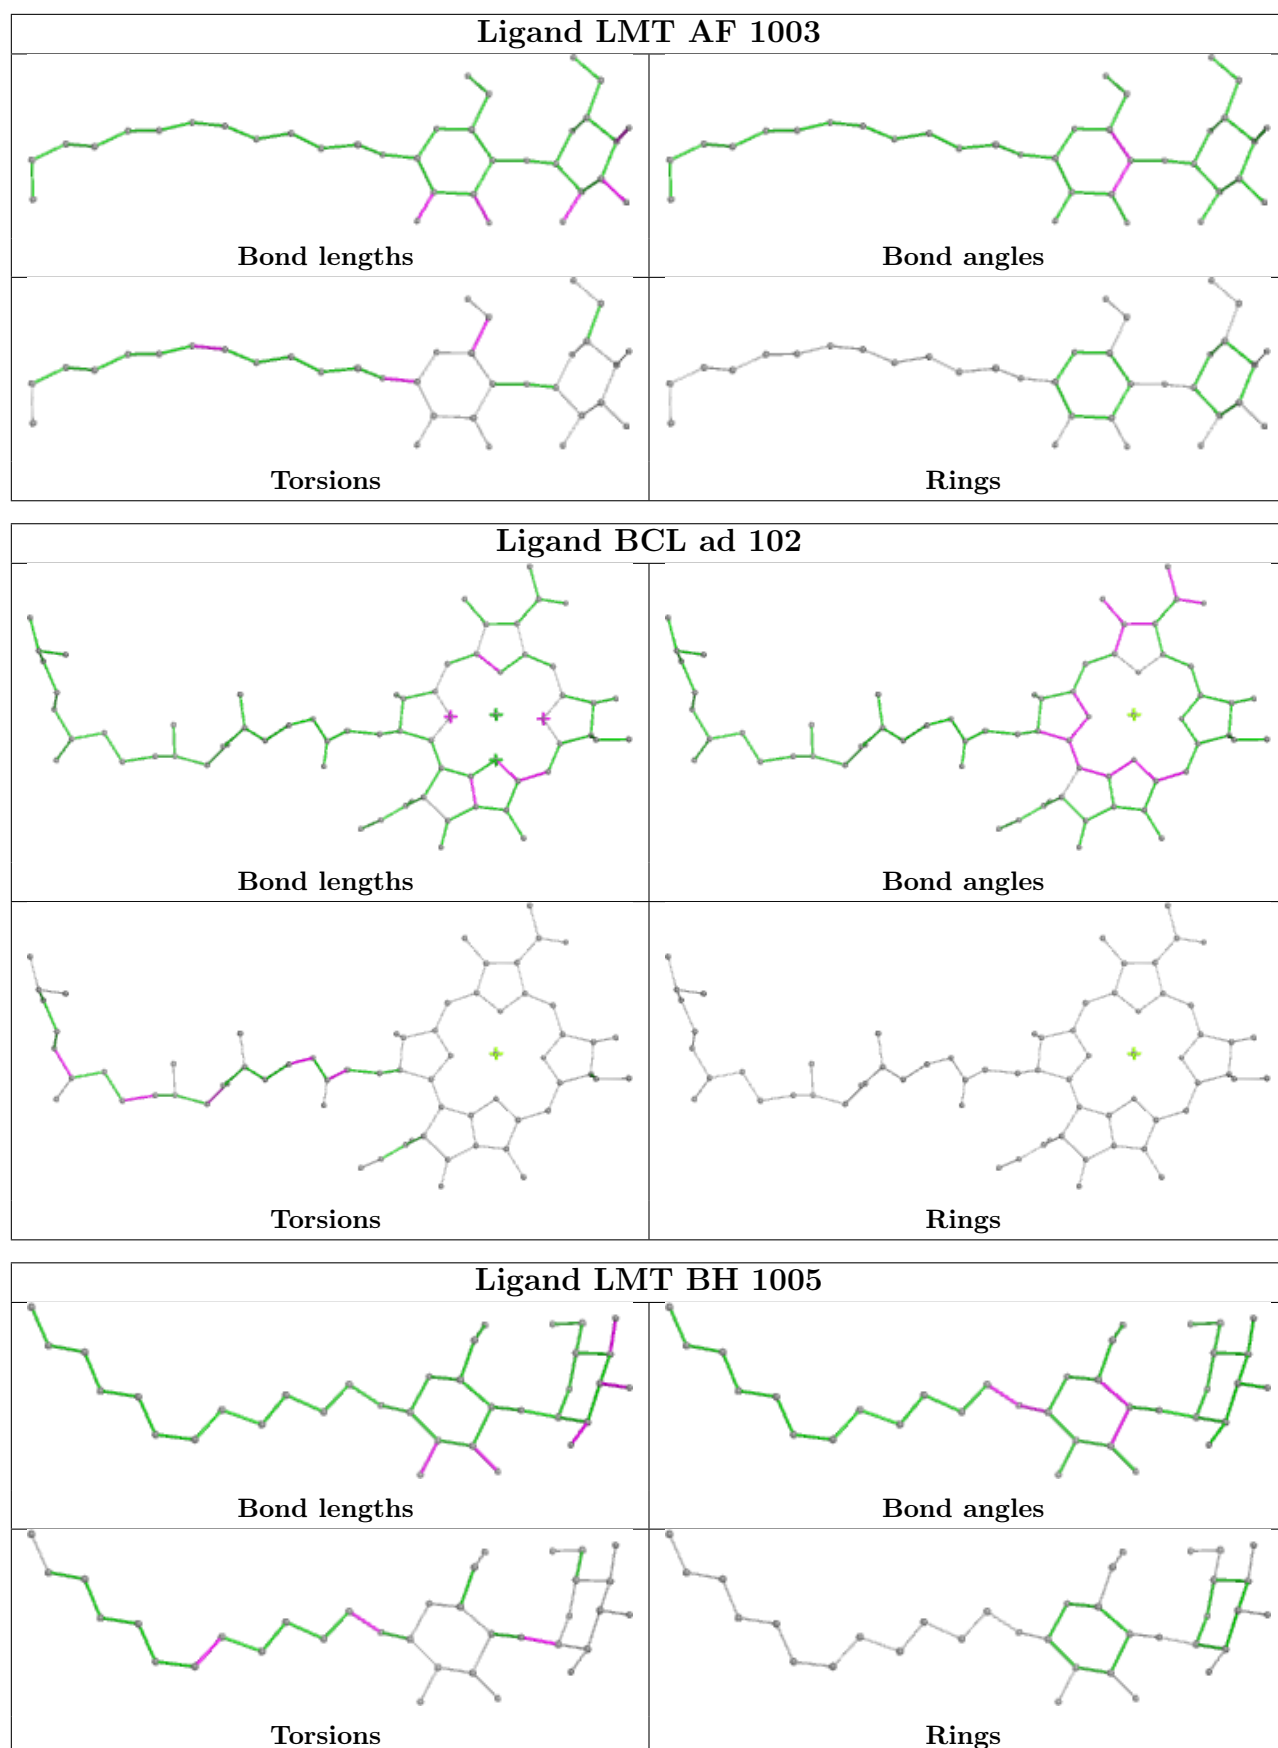 Ligand LMT AF 1003
Bond lengths
Bond angles
Torsions
Rings
Ligand BCL ad 102
Bond lengths
Bond angles
Torsions
Rings
Ligand LMT BH 1005
Bond lengths
Bond angles
Torsions
Rings